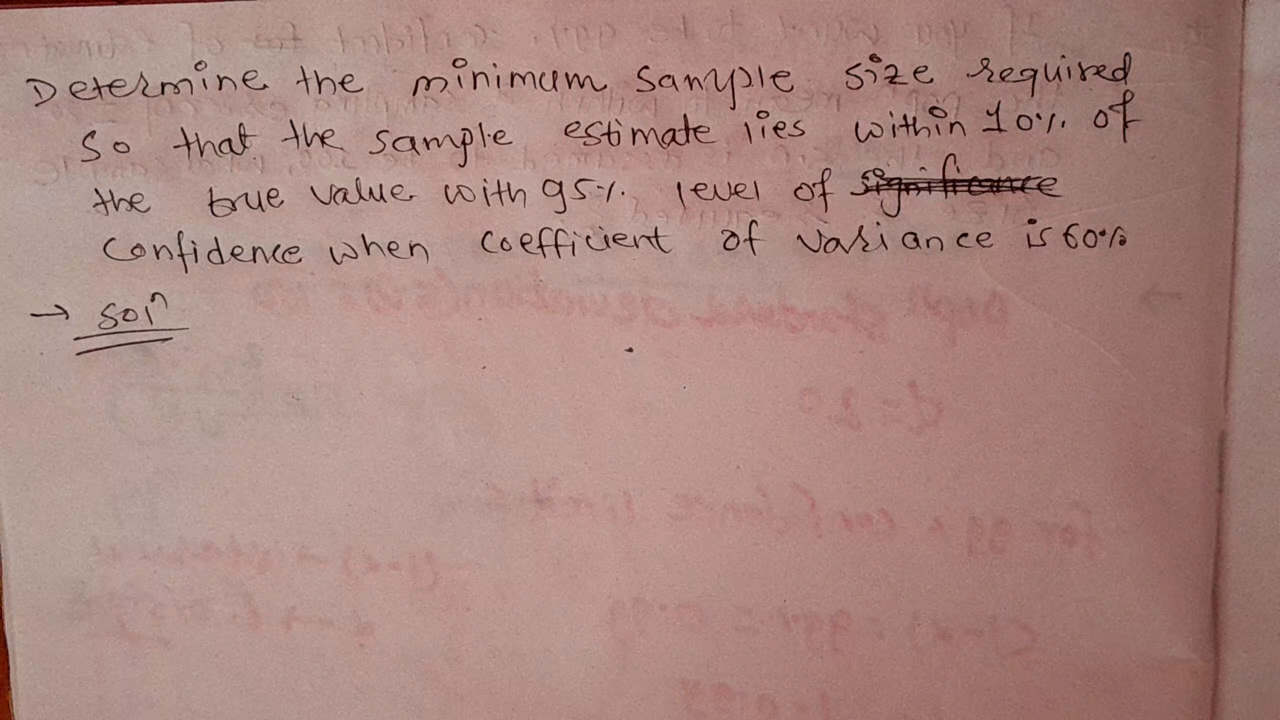 Determine the minimum sample size required
so that the sample estimate lies within 10% of
the true value with 95% level of significance
confidence when coefficient of variance is 60%
→ solⁿ